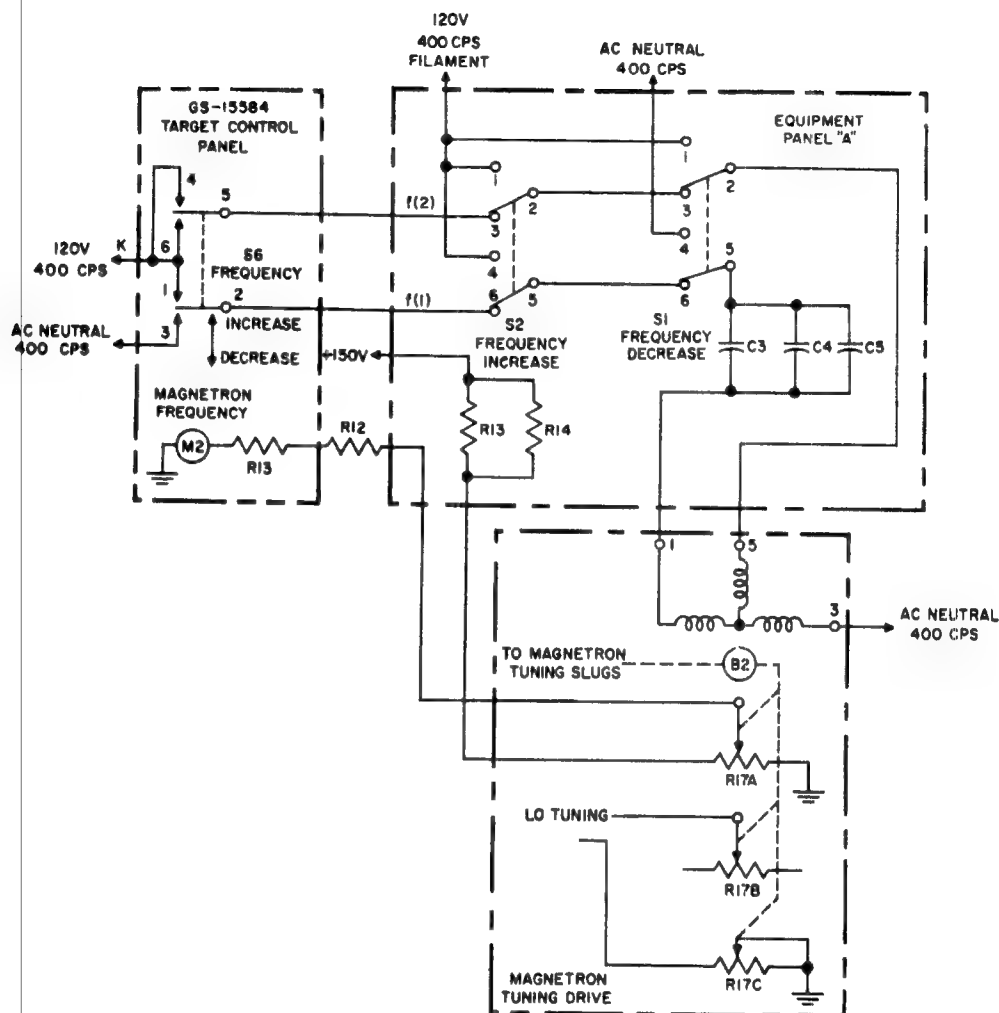 120V
400 CPS
FILAMENT
AC NEUTRAL
400 CPS
GS-15584
TARGET CONTROL
PANEL
EQUIPMENT
PANEL "A"
1
1
4
5
2
2
3
3
f(2)
4
4
120V
400 CPS
K
6
S6
FREQUENCY
5
1
2
6
5
6
f(1)
INCREASE
AC NEUTRAL
400 CPS
3
S2
FREQUENCY
INCREASE
S1
FREQUENCY
DECREASE
DECREASE
+150V
C3
C4
C5
MAGNETRON
FREQUENCY
M2
R13
R12
R13
R14
1
5
3
AC NEUTRAL
400 CPS
TO MAGNETRON
TUNING SLUGS
B2
R17A
LO TUNING
R17B
R17C
MAGNETRON
TUNING DRIVE